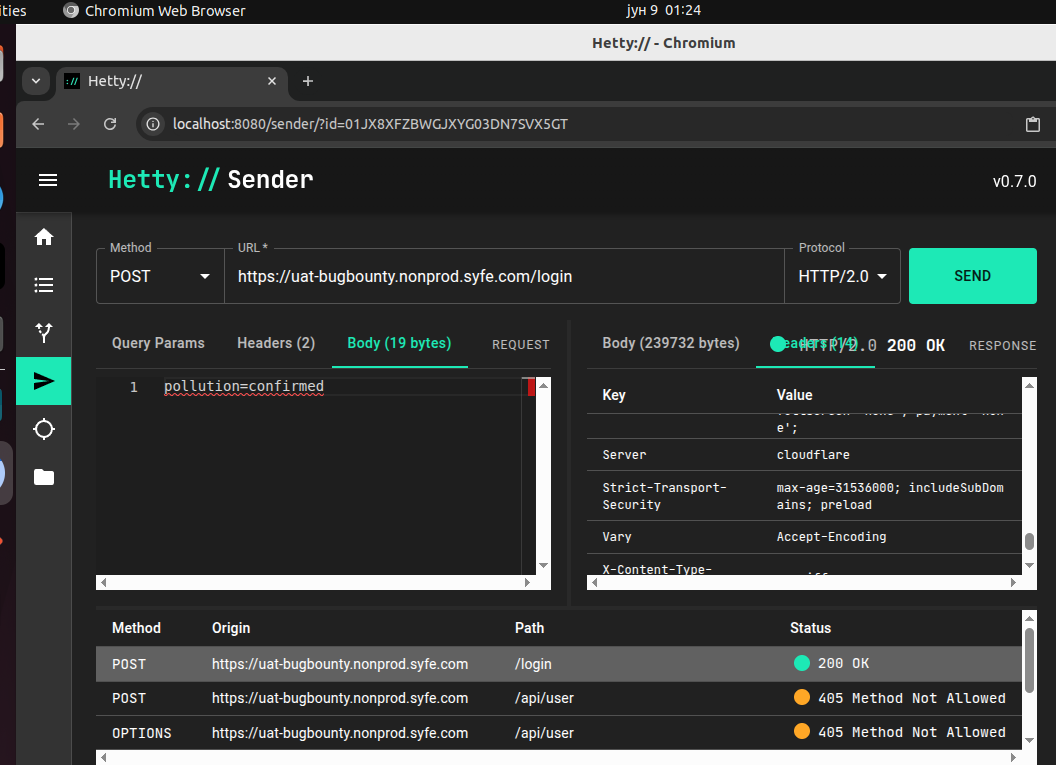 ities Chromium Web Browser јун 9 01:24
Hetty:// - Chromium
:// Hetty://
localhost:8080/sender/?id=01JX8XFZBWGJXYG03DN7SVX5GT
Hetty:// Sender v0.7.0
Method URL * Protocol
POST https://uat-bugbounty.nonprod.syfe.com/login HTTP/2.0 SEND
Query Params Headers (2) Body (19 bytes) REQUEST
Body (239732 bytes) Headers (14) HTTP/2.0 200 OK RESPONSE
1 pollution=confirmed
Key Value
e';
Server cloudflare
Strict-Transport- max-age=31536000; includeSubDom
Security ains; preload
Vary Accept-Encoding
X-Content-Type-
Method Origin Path Status
POST https://uat-bugbounty.nonprod.syfe.com /login 200 OK
POST https://uat-bugbounty.nonprod.syfe.com /api/user 405 Method Not Allowed
OPTIONS https://uat-bugbounty.nonprod.syfe.com /api/user 405 Method Not Allowed